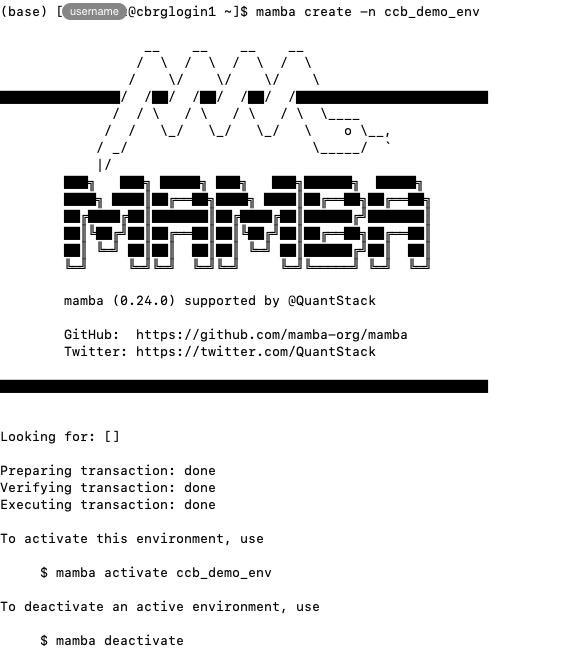 (base) [username@cbrglogin1 ~]$ mamba create -n ccb_demo_env
MAMBA
mamba (0.24.0) supported by @QuantStack
GitHub: https://github.com/mamba-org/mamba
Twitter: https://twitter.com/QuantStack
Looking for: []
Preparing transaction: done
Verifying transaction: done
Executing transaction: done
To activate this environment, use
$ mamba activate ccb_demo_env
To deactivate an active environment, use
$ mamba deactivate